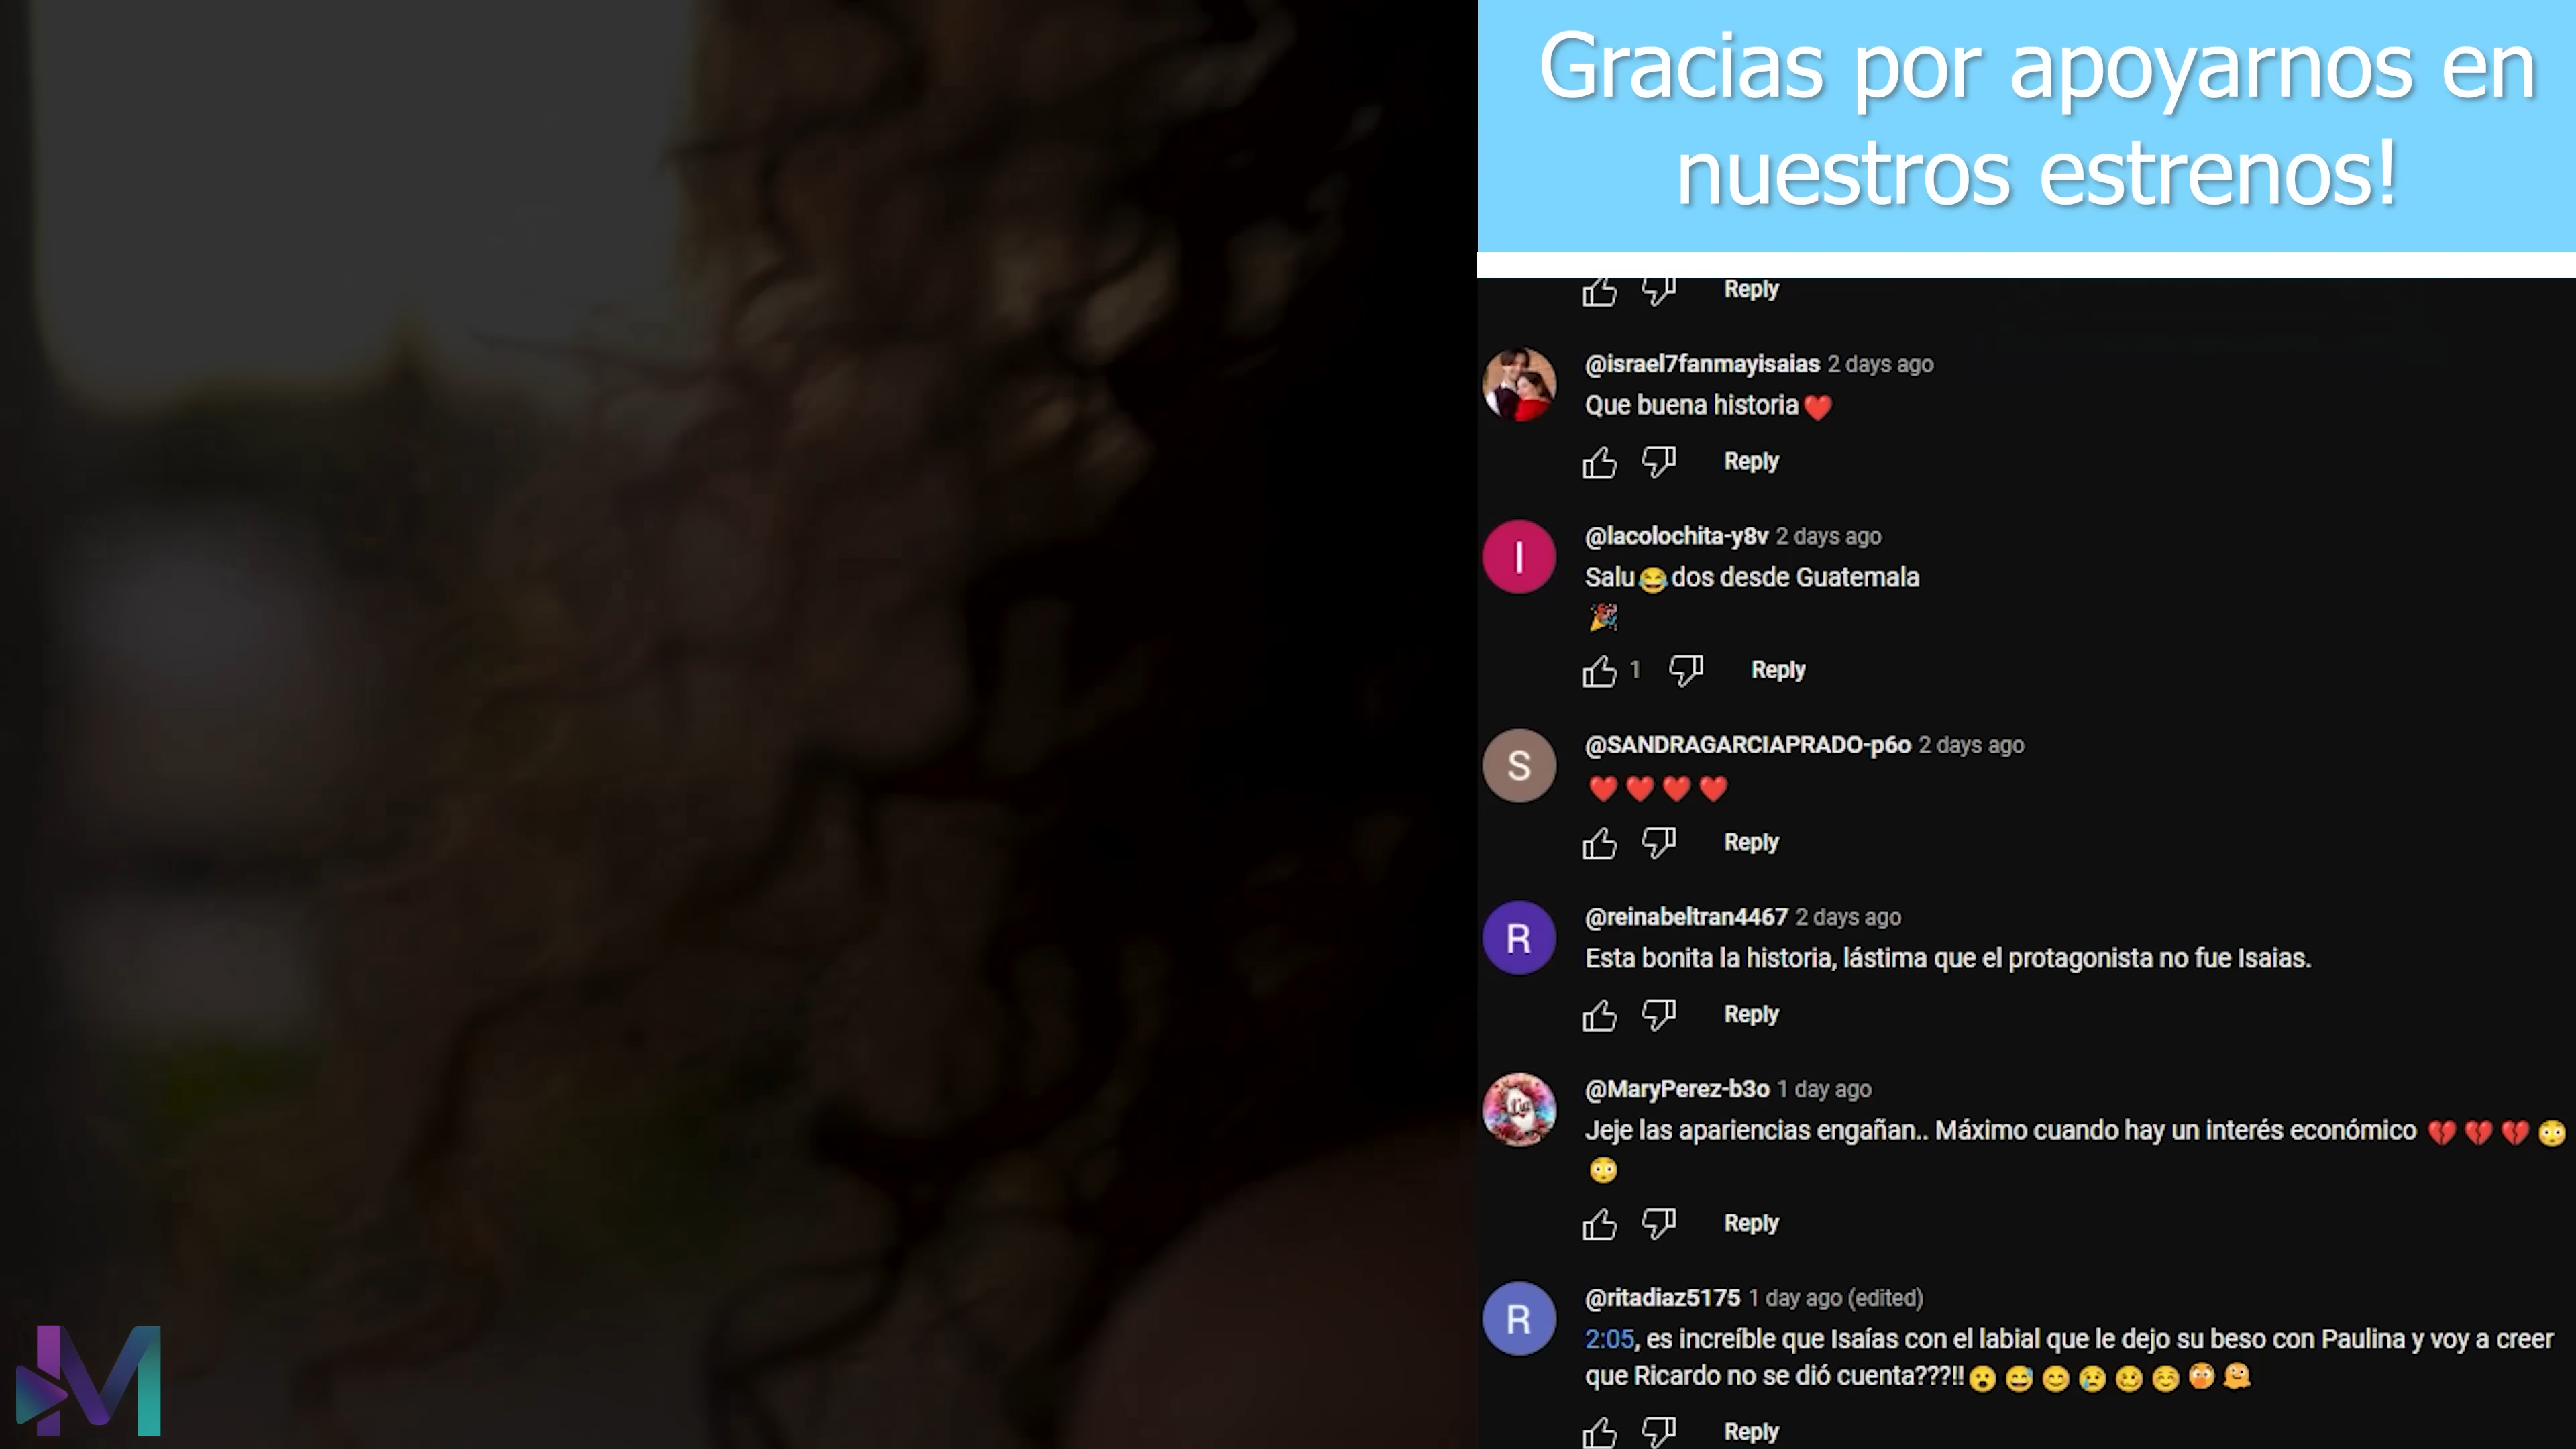 Gracias por apoyarnos en
nuestros estrenos!
Reply
@israel7fanmayisaias 2 days ago
Que buena historia❤️
Reply
I
@lacolochita-y8v 2 days ago
Salu😂dos desde Guatemala
🎉
1 Reply
S
@SANDRAGARCIAPRADO-p6o 2 days ago
❤️❤️❤️❤️
Reply
R
@reinabeltran4467 2 days ago
Esta bonita la historia, lástima que el protagonista no fue Isaias.
Reply
@MaryPerez-b3o 1 day ago
Jeje las apariencias engañan.. Máximo cuando hay un interés económico 💔💔💔😳
😳
Reply
R
@ritadiaz5175 1 day ago (edited)
2:05, es increíble que Isaías con el labial que le dejo su beso con Paulina y voy a creer
que Ricardo no se dió cuenta???!!😮😅😊😢🥴☺️🫣🫠
Reply
M